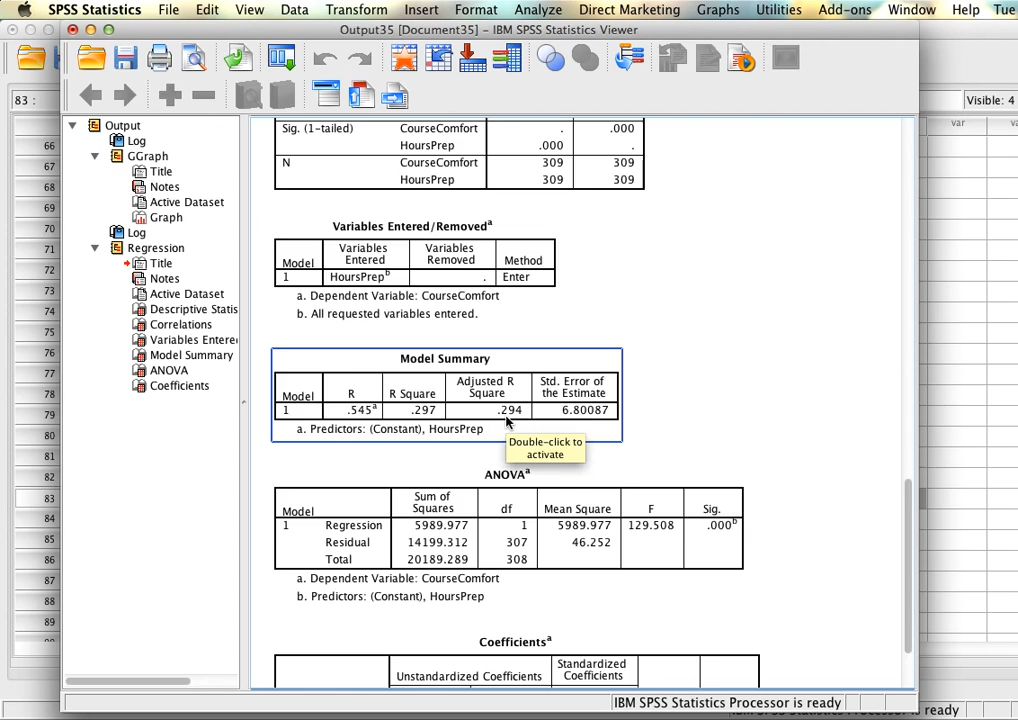 SPSS Statistics File Edit View Data Transform Insert Format Analyze Direct Marketing Graphs Utilities Add-ons Window Help Tue
Output35 [Document35] - IBM SPSS Statistics Viewer
83 :
Visible: 4
var
66
67
68
69
70
71
72
73
74
75
76
77
78
79
80
81
82
83
84
85
86
87
88
89
Output
Log
GGraph
Title
Notes
Active Dataset
Graph
Log
Regression
Title
Notes
Active Dataset
Descriptive Statis
Correlations
Variables Entere
Model Summary
ANOVA
Coefficients
Sig. (1-tailed) CourseComfort . .000
HoursPrep .000 .
N CourseComfort 309 309
HoursPrep 309 309
Variables Entered/Removedᵃ
Model Variables Entered Variables Removed Method
1 HoursPrepᵇ . Enter
a. Dependent Variable: CourseComfort
b. All requested variables entered.
Model Summary
Model R R Square Adjusted R Square Std. Error of the Estimate
1 .545ᵃ .297 .294 6.80087
a. Predictors: (Constant), HoursPrep
Double-click to
activate
ANOVAᵃ
Model Sum of Squares df Mean Square F Sig.
1 Regression 5989.977 1 5989.977 129.508 .000ᵇ
Residual 14199.312 307 46.252
Total 20189.289 308
a. Dependent Variable: CourseComfort
b. Predictors: (Constant), HoursPrep
Coefficientsᵃ
Unstandardized Coefficients Standardized Coefficients
IBM SPSS Statistics Processor is ready
ready